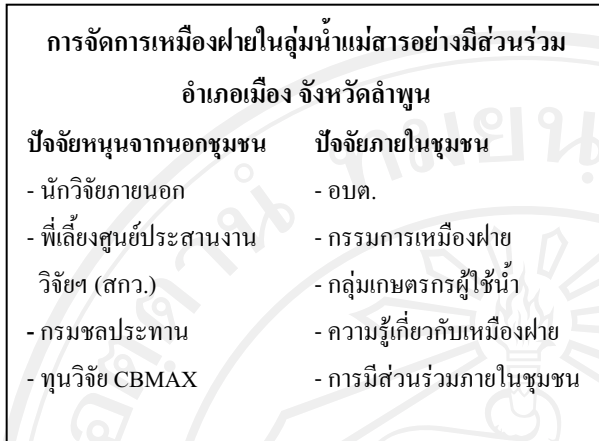 การจัดการเหมืองฝายในลุ่มน้ำแม่สารอย่างมีส่วนร่วม
อำเภอเมือง จังหวัดลำพูน
ปัจจัยหนุนจากนอกชุมชน
- นักวิจัยภายนอก
- พี่เลี้ยงศูนย์ประสานงาน
วิจัยฯ (สกว.)
- กรมชลประทาน
- ทุนวิจัย CBMAX
ปัจจัยภายในชุมชน
- อบต.
- กรรมการเหมืองฝาย
- กลุ่มเกษตรกรผู้ใช้น้ำ
- ความรู้เกี่ยวกับเหมืองฝาย
- การมีส่วนร่วมภายในชุมชน